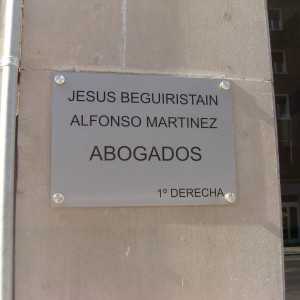 JESUS BEGUIRISTAIN
ALFONSO MARTINEZ
ABOGADOS
1º DERECHA